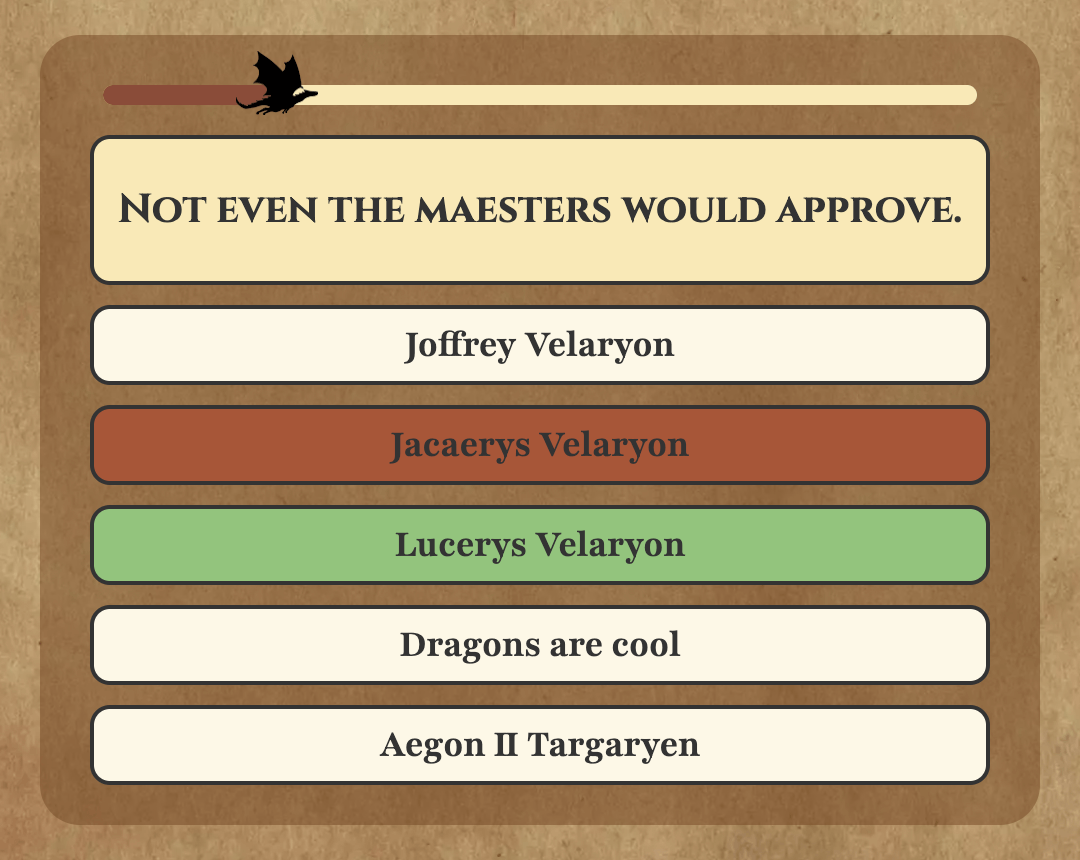 Not even the maesters would approve.
Joffrey Velaryon
Jacaerys Velaryon
Lucerys Velaryon
Dragons are cool
Aegon II Targaryen